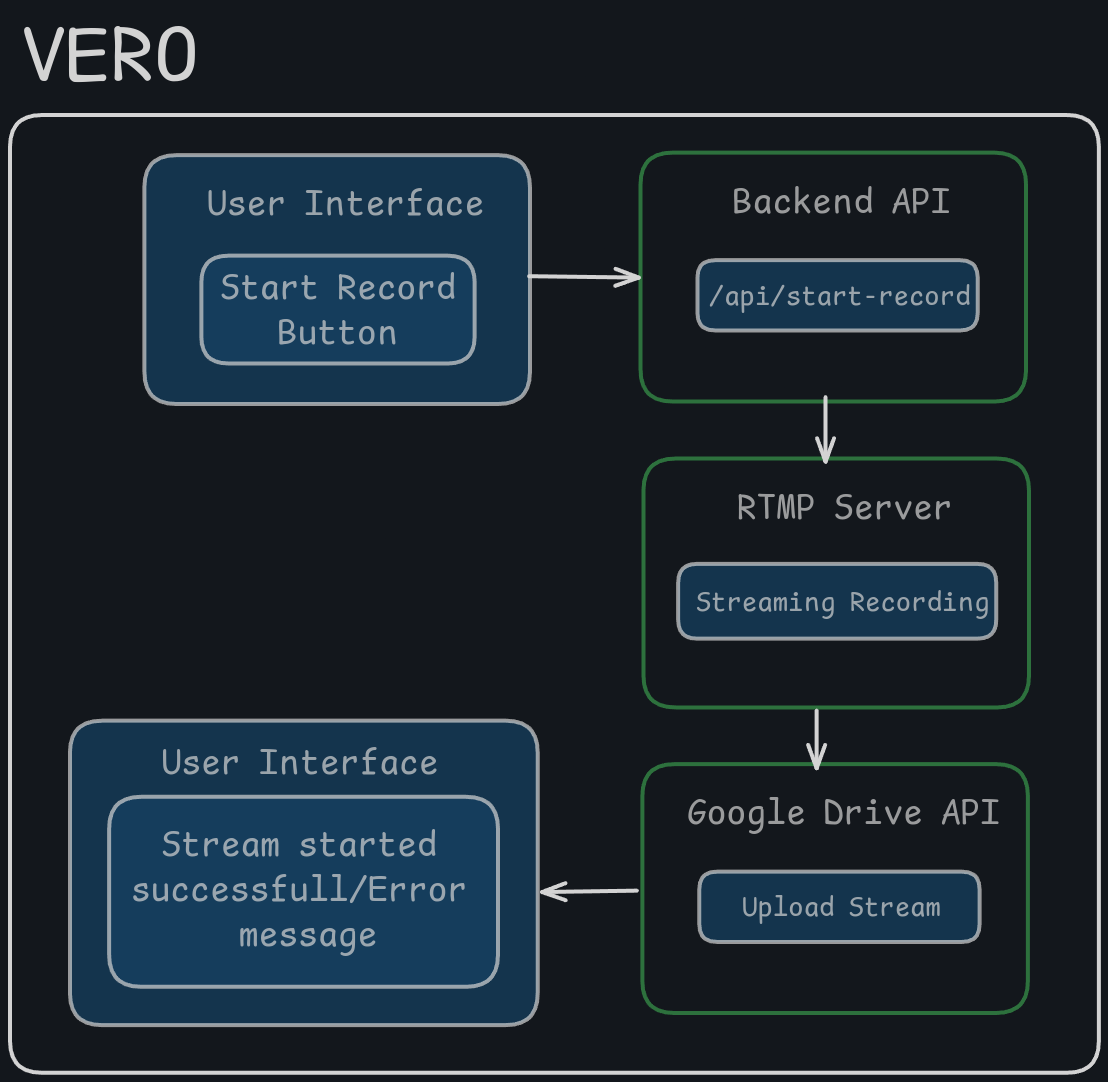 VERO
User Interface
Start Record
Button
Backend API
/api/start-record
RTMP Server
Streaming Recording
Google Drive API
Upload Stream
User Interface
Stream started
successfull/Error
message